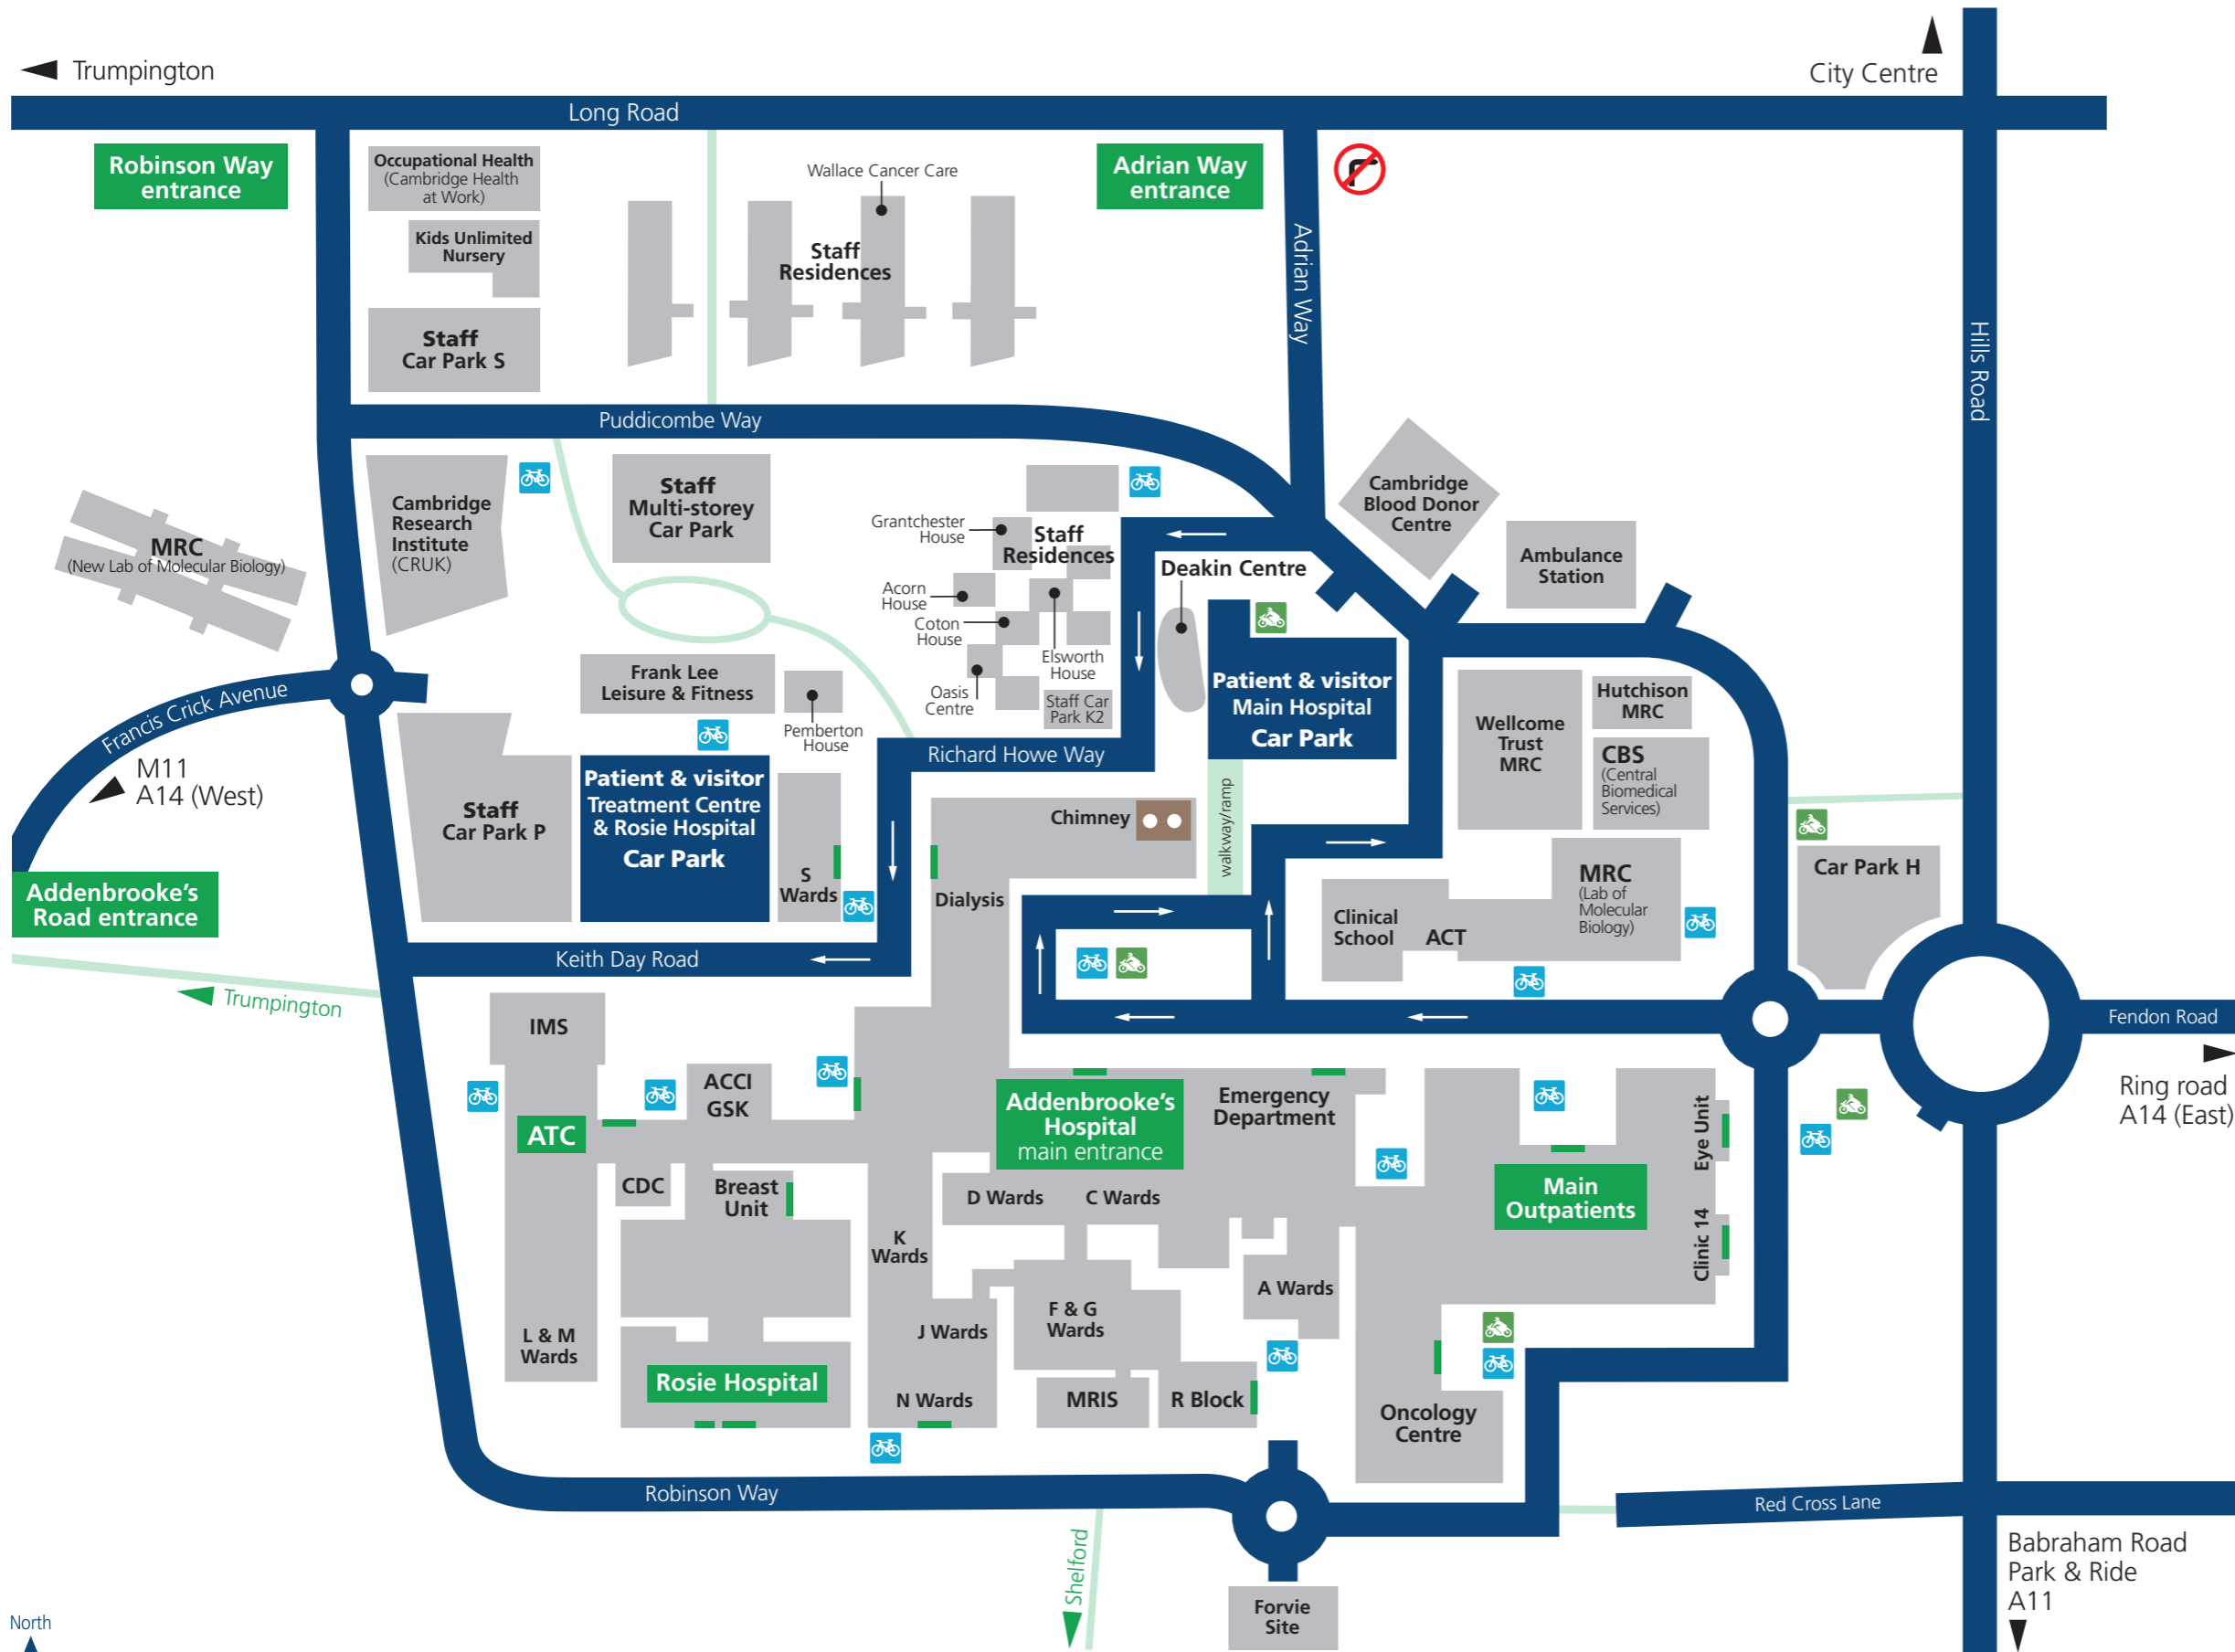 Trumpington
City Centre
Long Road
Robinson Way
entrance
Occupational Health
(Cambridge Health
at Work)
Kids Unlimited
Nursery
Staff
Car Park S
Wallace Cancer Care
Staff
Residences
Adrian Way
entrance
Adrian Way
Hills Road
Puddicombe Way
MRC
(New Lab of Molecular Biology)
Cambridge
Research
Institute
(CRUK)
Staff
Multi-storey
Car Park
Grantchester
House
Staff
Residences
Acorn
House
Coton
House
Elsworth
House
Oasis
Centre
Staff Car
Park K2
Deakin Centre
Cambridge
Blood Donor
Centre
Ambulance
Station
Frank Lee
Leisure & Fitness
Pemberton
House
Patient & visitor
Main Hospital
Car Park
Wellcome
Trust
MRC
Hutchison
MRC
CBS
(Central
Biomedical
Services)
Francis Crick Avenue
M11
A14 (West)
Richard Howe Way
Staff
Car Park P
Patient & visitor
Treatment Centre
& Rosie Hospital
Car Park
S
Wards
Chimney
walkway/ramp
Dialysis
Addenbrooke's
Road entrance
Clinical
School
ACT
MRC
(Lab of
Molecular
Biology)
Car Park H
Keith Day Road
Trumpington
Fendon Road
Ring road
A14 (East)
IMS
ATC
ACCI
GSK
CDC
Breast
Unit
Addenbrooke's
Hospital
main entrance
Emergency
Department
Main
Outpatients
Eye Unit
Clinic 14
D Wards
C Wards
K
Wards
A Wards
F & G
Wards
J Wards
L & M
Wards
Rosie Hospital
N Wards
MRIS
R Block
Oncology
Centre
Robinson Way
Red Cross Lane
Shelford
Forvie
Site
Babraham Road
Park & Ride
A11
North